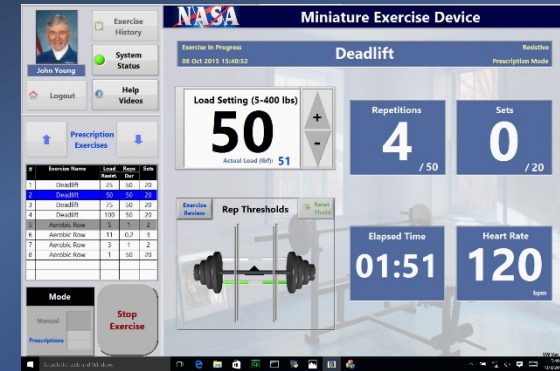 Exercise History
System Status
John Young
Logout
Help Videos
Prescription Exercises
# Exercise Name Load Resist. Reps Dur Sets
1 Deadlift 25 50 20
2 Deadlift 50 50 20
3 Deadlift 75 50 20
4 Deadlift 100 50 20
5 Aerobic Row 5 1 2
6 Aerobic Row 11 0.2 3
7 Aerobic Row 3 1 2
8 Aerobic Row 1 50 20
Mode
Manual
Prescriptions
Stop Exercise
NASA
Miniature Exercise Device
Exercise In Progress
08 Oct 2015 15:40:52
Deadlift
Resistive
Prescription Mode
Load Setting (5-400 lbs)
50
Actual Load (lbf): 51
+
-
Repetitions
4
/ 50
Sets
0
/ 20
Exercise Review
Rep Thresholds
Reset Thold
Elapsed Time
01:51
Heart Rate
120
bpm
Search the web and Windows